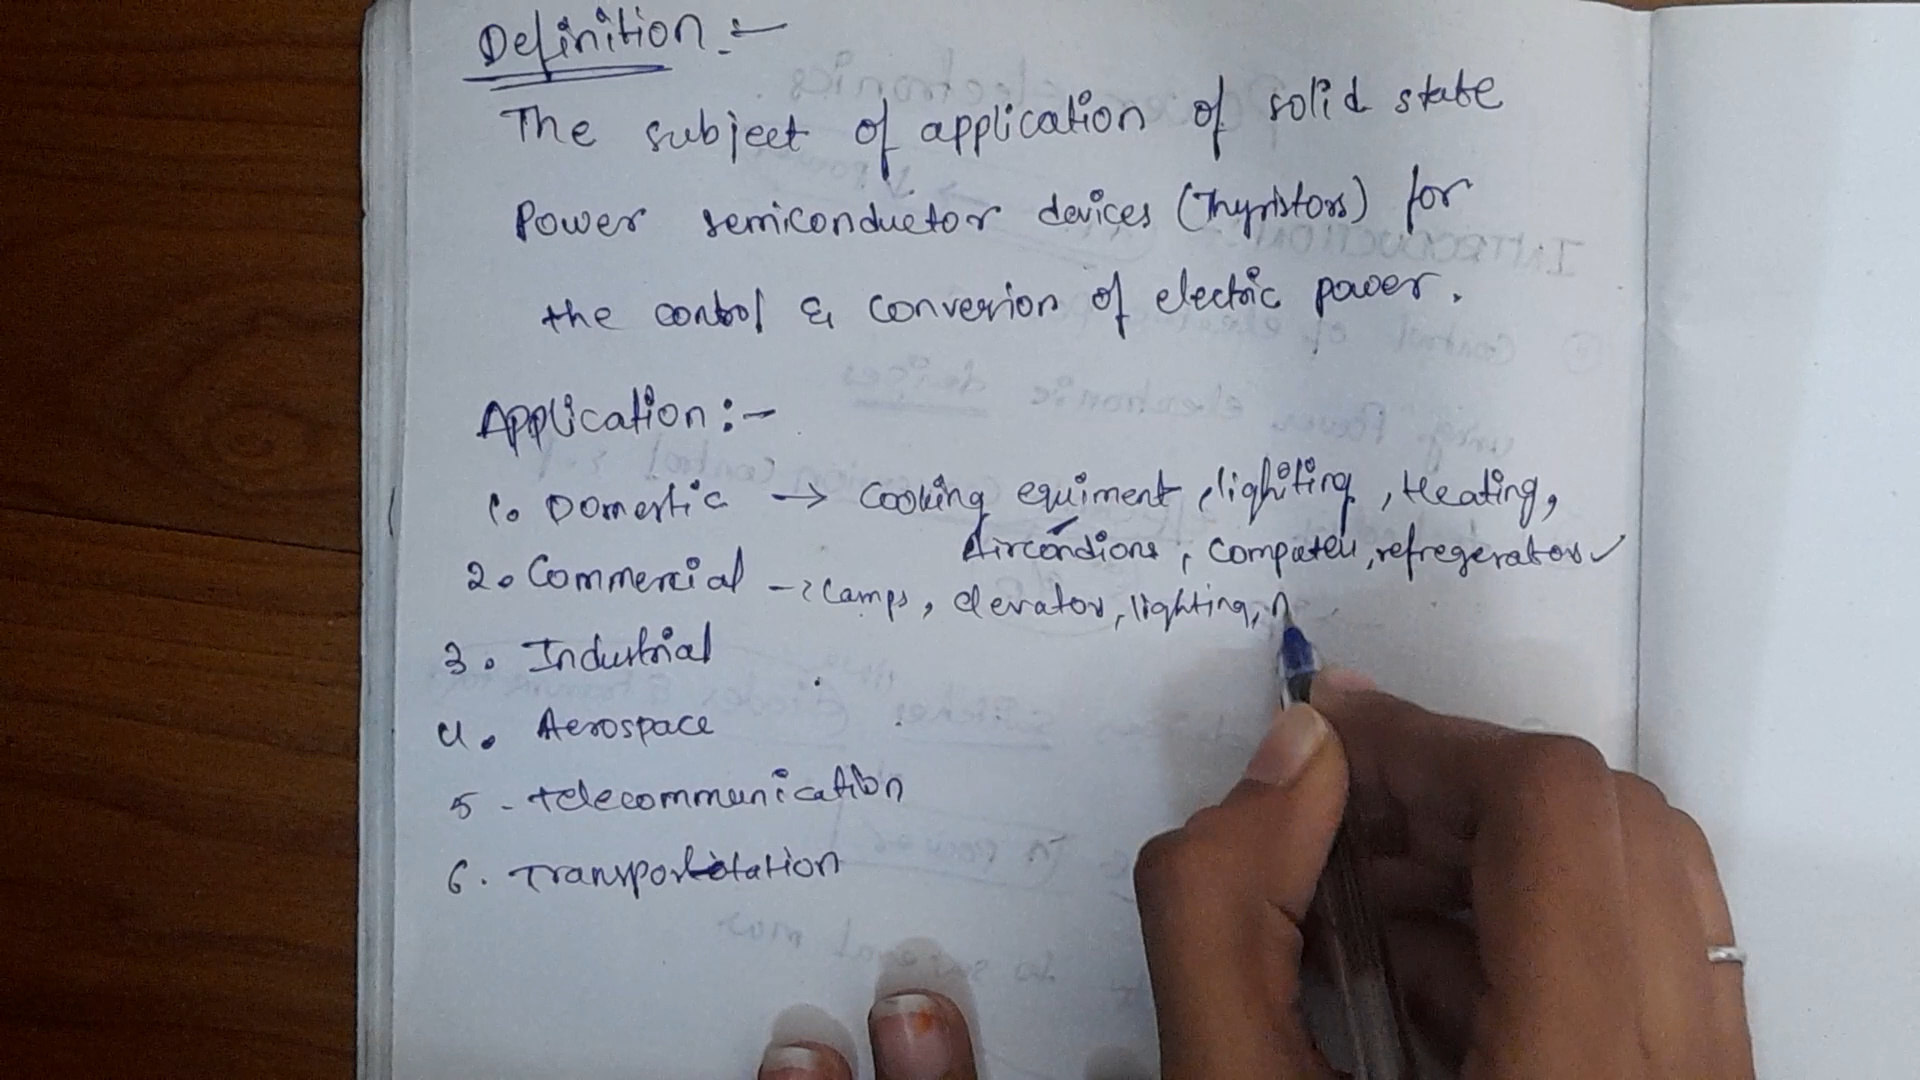 Definition :-
The subject of application of solid state
Power semiconductor devices (Thyristors) for
the control & conversion of electric power.
Application :-
1. Domestic → Cooking equiment, lighting, Heating,
Aircondions, Computer, refregerators ✓
2. Commercial → Lamps, elevator, lighting,
3. Industrial
4. Aerospace
5 - Telecommunication
6. Transportation